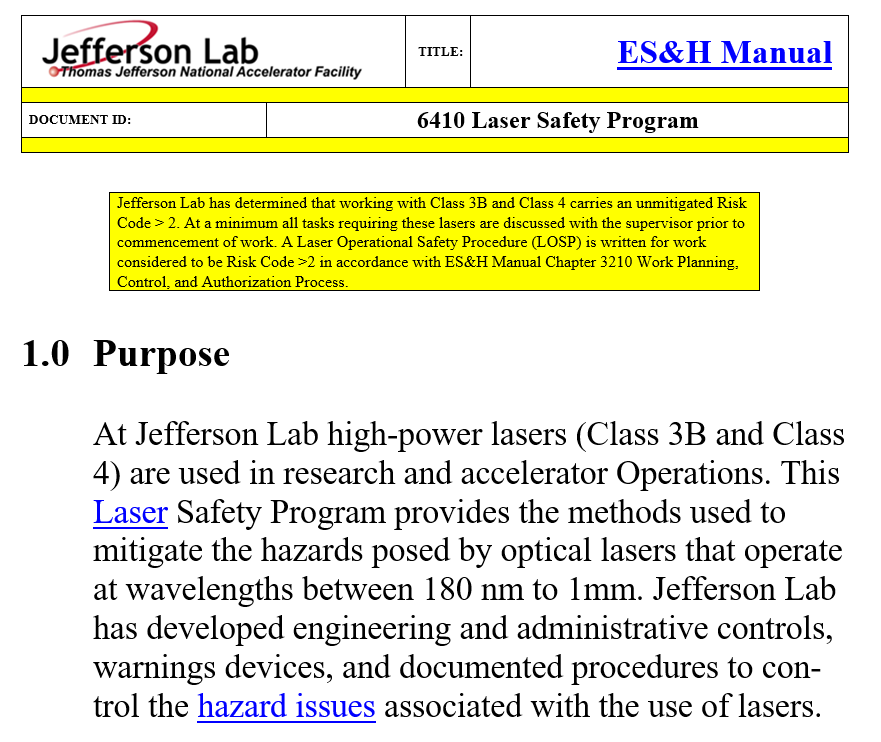 Jefferson Lab
Thomas Jefferson National Accelerator Facility
TITLE:
ES&H Manual
DOCUMENT ID:
6410 Laser Safety Program
Jefferson Lab has determined that working with Class 3B and Class 4 carries an unmitigated Risk
Code > 2. At a minimum all tasks requiring these lasers are discussed with the supervisor prior to
commencement of work. A Laser Operational Safety Procedure (LOSP) is written for work
considered to be Risk Code >2 in accordance with ES&H Manual Chapter 3210 Work Planning,
Control, and Authorization Process.
1.0 Purpose
At Jefferson Lab high-power lasers (Class 3B and Class
4) are used in research and accelerator Operations. This
Laser Safety Program provides the methods used to
mitigate the hazards posed by optical lasers that operate
at wavelengths between 180 nm to 1mm. Jefferson Lab
has developed engineering and administrative controls,
warnings devices, and documented procedures to con-
trol the hazard issues associated with the use of lasers.